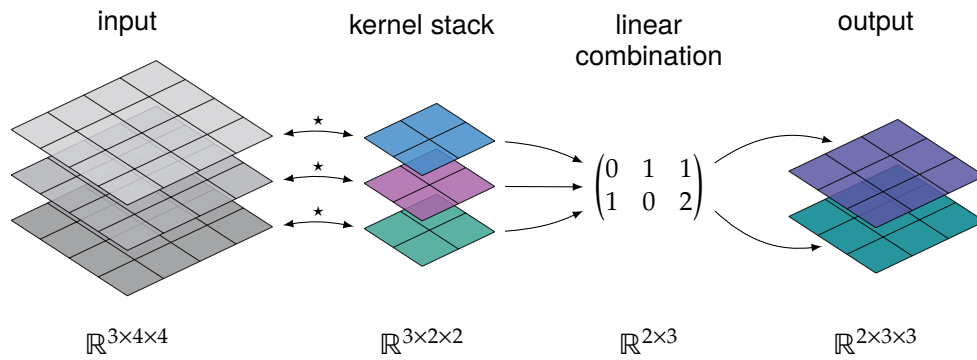 input kernel stack linear combination output
★
★
★
(0 1 1
1 0 2)
ℝ^{3×4×4} ℝ^{3×2×2} ℝ^{2×3} ℝ^{2×3×3}